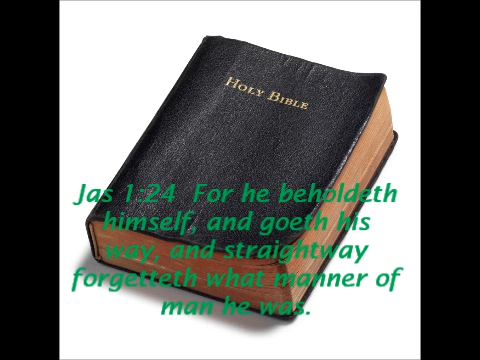 HOLY BIBLE
Jas 1:24 For he beholdeth
himself, and goeth his
way, and straightway
forgetteth what manner of
man he was.